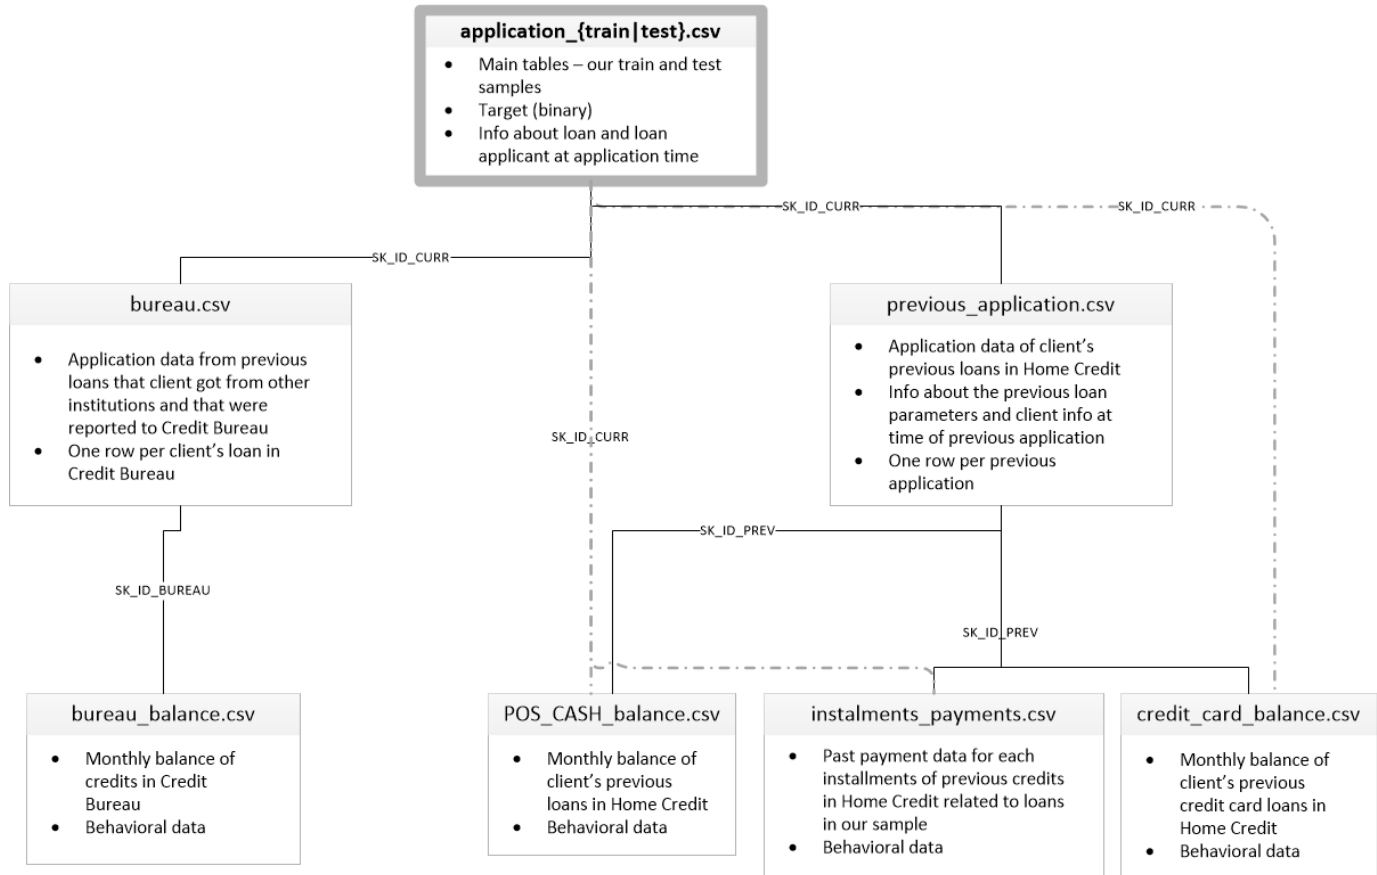 application_{train|test}.csv
• Main tables – our train and test
samples
• Target (binary)
• Info about loan and loan
applicant at application time
SK_ID_CURR
SK_ID_CURR
SK_ID_CURR
bureau.csv
• Application data from previous
loans that client got from other
institutions and that were
reported to Credit Bureau
• One row per client's loan in
Credit Bureau
previous_application.csv
• Application data of client's
previous loans in Home Credit
• Info about the previous loan
parameters and client info at
time of previous application
• One row per previous
application
SK_ID_CURR
SK_ID_PREV
SK_ID_BUREAU
SK_ID_PREV
bureau_balance.csv
• Monthly balance of
credits in Credit
Bureau
• Behavioral data
POS_CASH_balance.csv
• Monthly balance of
client's previous
loans in Home Credit
• Behavioral data
instalments_payments.csv
• Past payment data for each
installments of previous credits
in Home Credit related to loans
in our sample
• Behavioral data
credit_card_balance.csv
• Monthly balance of
client's previous
credit card loans in
Home Credit
• Behavioral data